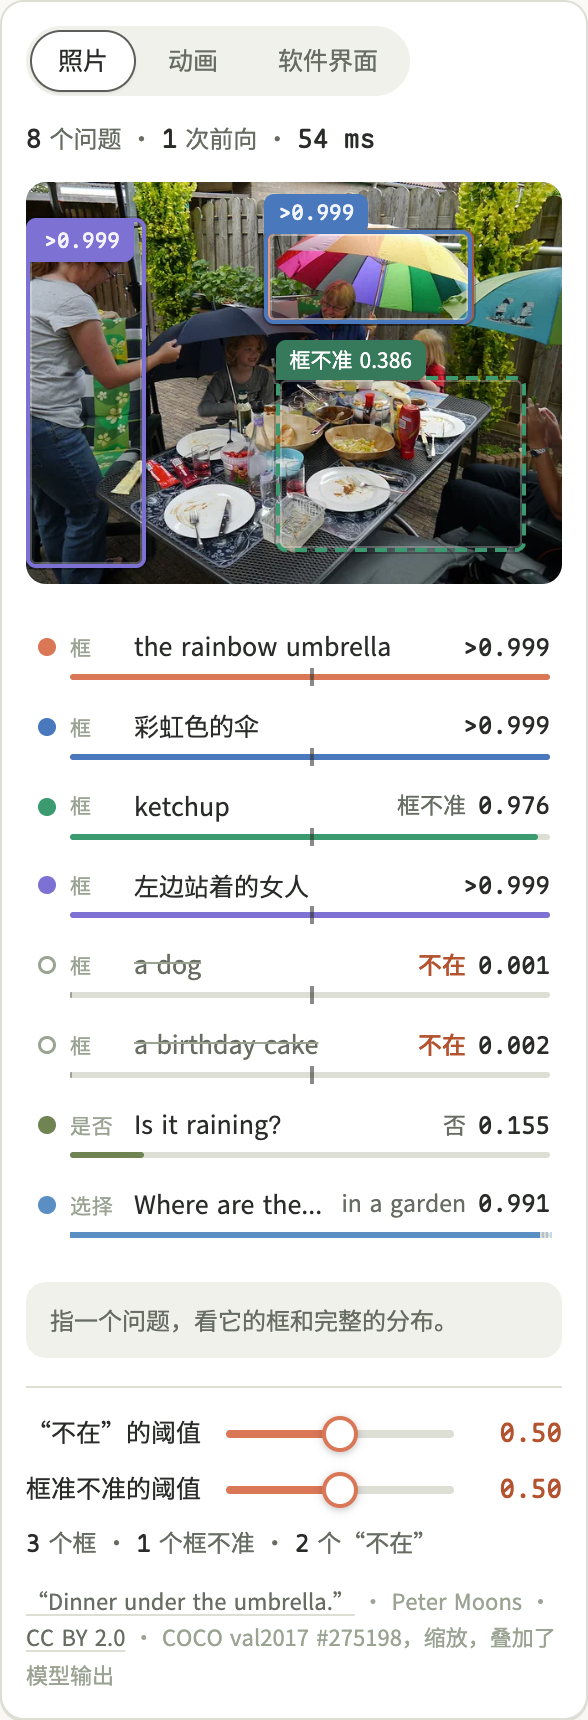 照片 动画 软件界面
8 个问题 · 1 次前向 · 54 ms
>0.999
>0.999
框不准 0.386
框 the rainbow umbrella >0.999
框 彩虹色的伞 >0.999
框 ketchup 框不准 0.976
框 左边站着的女人 >0.999
框 a dog 不在 0.001
框 a birthday cake 不在 0.002
是否 Is it raining? 否 0.155
选择 Where are the... in a garden 0.991
指一个问题，看它的框和完整的分布。
“不在”的阈值 0.50
框准不准的阈值 0.50
3 个框 · 1 个框不准 · 2 个“不在”
“Dinner under the umbrella.” · Peter Moons ·
CC BY 2.0 · COCO val2017 #275198，缩放，叠加了
模型输出